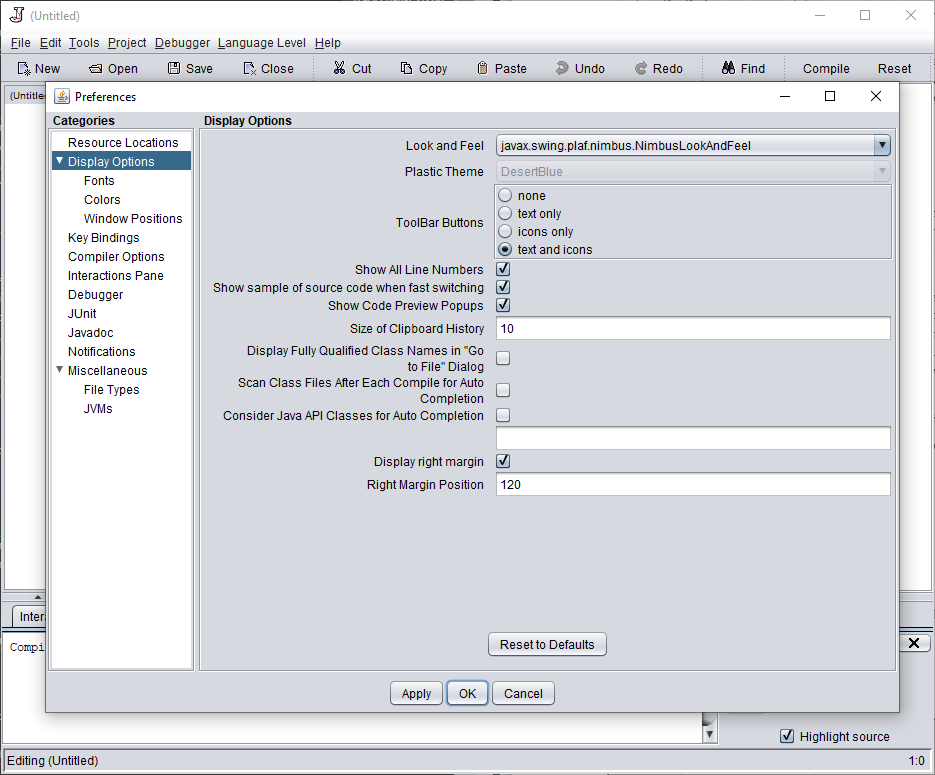 (Untitled)
File Edit Tools Project Debugger Language Level Help
New Open Save Close Cut Copy Paste Undo Redo Find Compile Reset
(Untitle
Preferences
Categories
Resource Locations
Display Options
Fonts
Colors
Window Positions
Key Bindings
Compiler Options
Interactions Pane
Debugger
JUnit
Javadoc
Notifications
Miscellaneous
File Types
JVMs
Display Options
Look and Feel javax.swing.plaf.nimbus.NimbusLookAndFeel
Plastic Theme DesertBlue
ToolBar Buttons
none
text only
icons only
text and icons
Show All Line Numbers
Show sample of source code when fast switching
Show Code Preview Popups
Size of Clipboard History 10
Display Fully Qualified Class Names in "Go
to File" Dialog
Scan Class Files After Each Compile for Auto
Completion
Consider Java API Classes for Auto Completion
Display right margin
Right Margin Position 120
Reset to Defaults
Apply OK Cancel
Inter
Compi
Highlight source
Editing (Untitled) 1:0